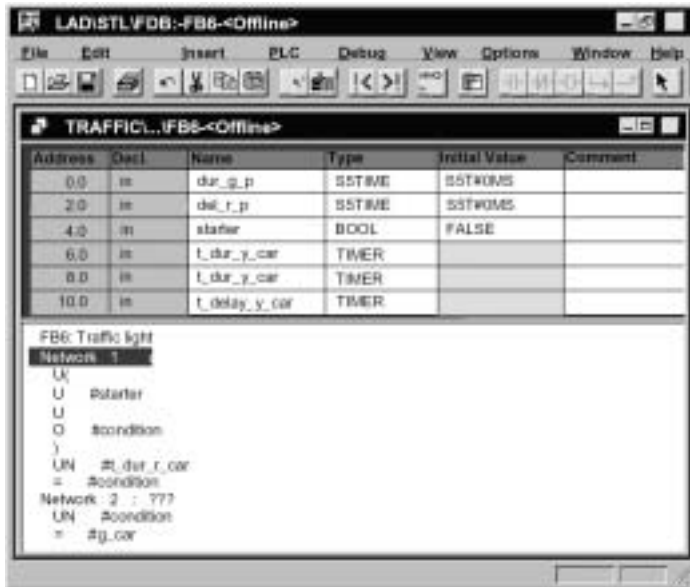 LAD\STL\FDB:-FB6-<Offline>
File Edit Insert PLC Debug View Options Window Help
TRAFFIC\...\FB6-<Offline>
Address Decl. Name Type Initial Value Comment
0.0 in dur_g_p S5TIME S5T#0MS
2.0 in del_r_p S5TIME S5T#0MS
4.0 in starter BOOL FALSE
6.0 in t_dur_y_car TIMER
8.0 in t_dur_y_car TIMER
10.0 in t_delay_y_car TIMER
FB6: Traffic light
Network 1 :
U(
U #starter
U
O #condition
)
UN #t_dur_r_car
= #condition
Network 2 : ???
UN #condition
= #g_car